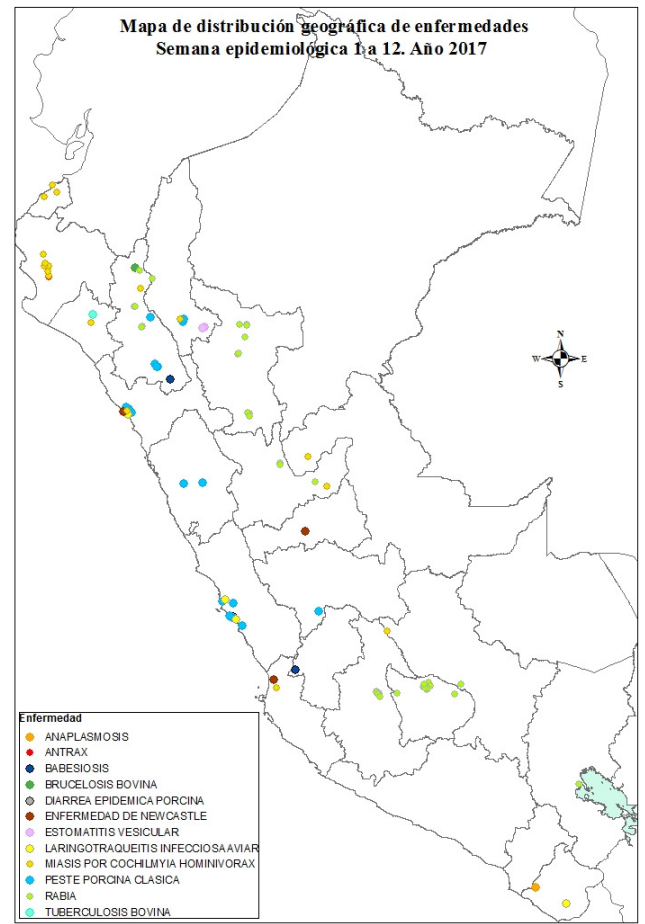 Mapa de distribución geográfica de enfermedades
Semana epidemiológica 1 a 12. Año 2017
N
W E
S
Enfermedad
ANAPLASMOSIS
ANTRAX
BABESIOSIS
BRUCELOSIS BOVINA
DIARREA EPIDEMICA PORCINA
ENFERMEDAD DE NEWCASTLE
ESTOMATITIS VESICULAR
LARINGOTRAQUEITIS INFECCIOSA AVIAR
MIASIS POR COCHILMYIA HOMINIVORAX
PESTE PORCINA CLASICA
RABIA
TUBERCULOSIS BOVINA